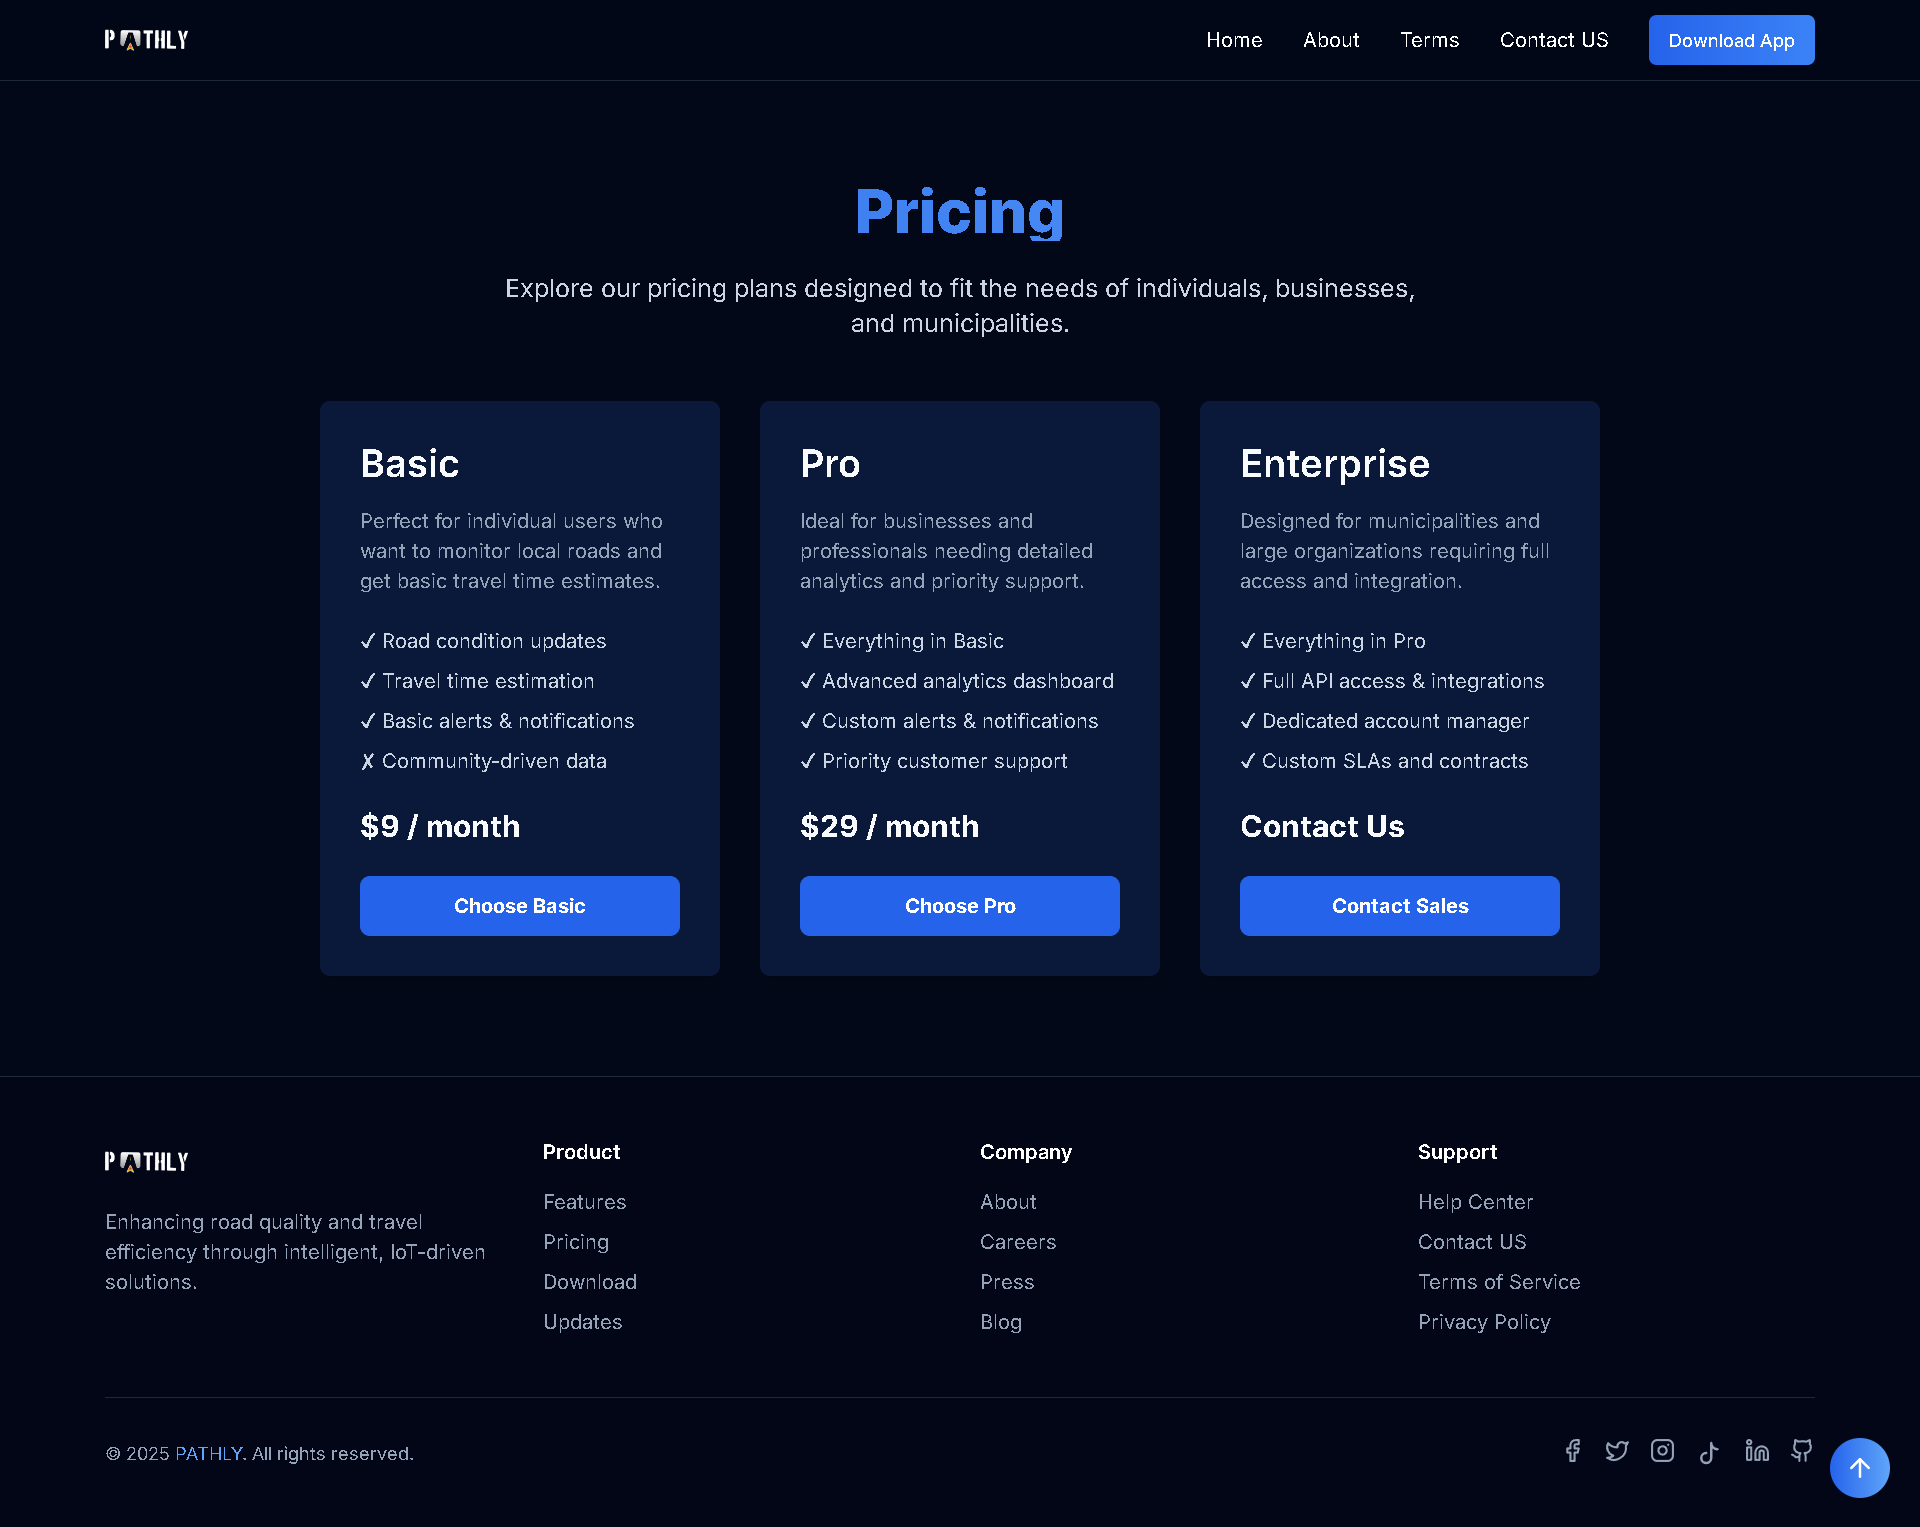 PATHLY
Home
About
Terms
Contact US
Download App
Pricing
Explore our pricing plans designed to fit the needs of individuals, businesses,
and municipalities.
Basic
Perfect for individual users who
want to monitor local roads and
get basic travel time estimates.
✓ Road condition updates
✓ Travel time estimation
✓ Basic alerts & notifications
✗ Community-driven data
$9 / month
Choose Basic
Pro
Ideal for businesses and
professionals needing detailed
analytics and priority support.
✓ Everything in Basic
✓ Advanced analytics dashboard
✓ Custom alerts & notifications
✓ Priority customer support
$29 / month
Choose Pro
Enterprise
Designed for municipalities and
large organizations requiring full
access and integration.
✓ Everything in Pro
✓ Full API access & integrations
✓ Dedicated account manager
✓ Custom SLAs and contracts
Contact Us
Contact Sales
PATHLY
Enhancing road quality and travel
efficiency through intelligent, IoT-driven
solutions.
Product
Features
Pricing
Download
Updates
Company
About
Careers
Press
Blog
Support
Help Center
Contact US
Terms of Service
Privacy Policy
© 2025 PATHLY. All rights reserved.